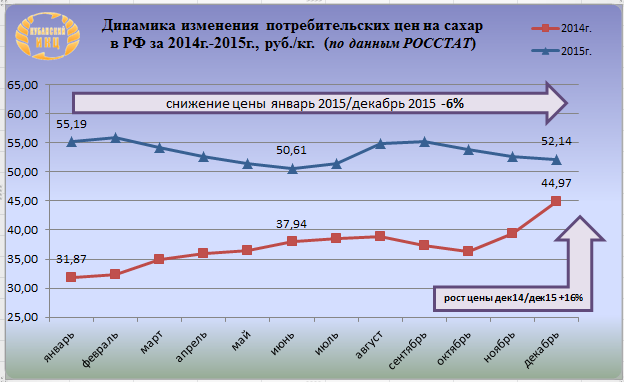 КУБАНСКИЙ
ИКЦ
Динамика изменения потребительских цен на сахар
в РФ за 2014г.-2015г., руб./кг. (по данным РОССТАТ)
2014г.
2015г.
65,00
60,00
55,00
50,00
45,00
40,00
35,00
30,00
25,00
снижение цены январь 2015/декабрь 2015 -6%
55,19
50,61
52,14
44,97
37,94
31,87
рост цены дек14/дек15 +16%
январь
февраль
март
апрель
май
июнь
июль
август
сентябрь
октябрь
ноябрь
декабрь